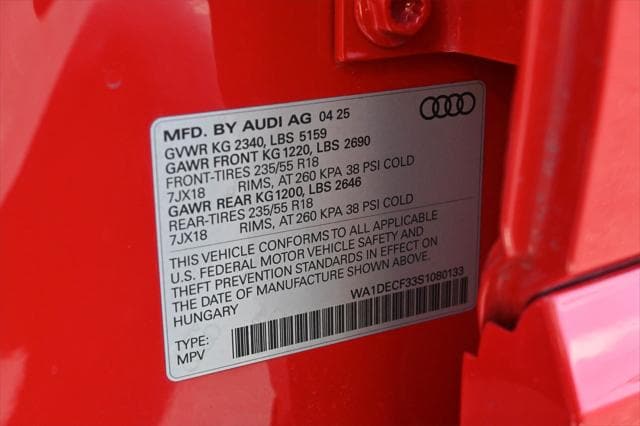 MFD. BY AUDI AG 04 25
GVWR KG 2340, LBS 5159
GAWR FRONT KG 1220, LBS 2690
FRONT-TIRES 235/55 R18
7JX18 RIMS, AT 260 KPA 38 PSI COLD
GAWR REAR KG 1200, LBS 2646
REAR-TIRES 235/55 R18
7JX18 RIMS, AT 260 KPA 38 PSI COLD
THIS VEHICLE CONFORMS TO ALL APPLICABLE
U.S. FEDERAL MOTOR VEHICLE SAFETY AND
THEFT PREVENTION STANDARDS IN EFFECT ON
THE DATE OF MANUFACTURE SHOWN ABOVE.
HUNGARY WA1DECF33S1080133
TYPE:
MPV